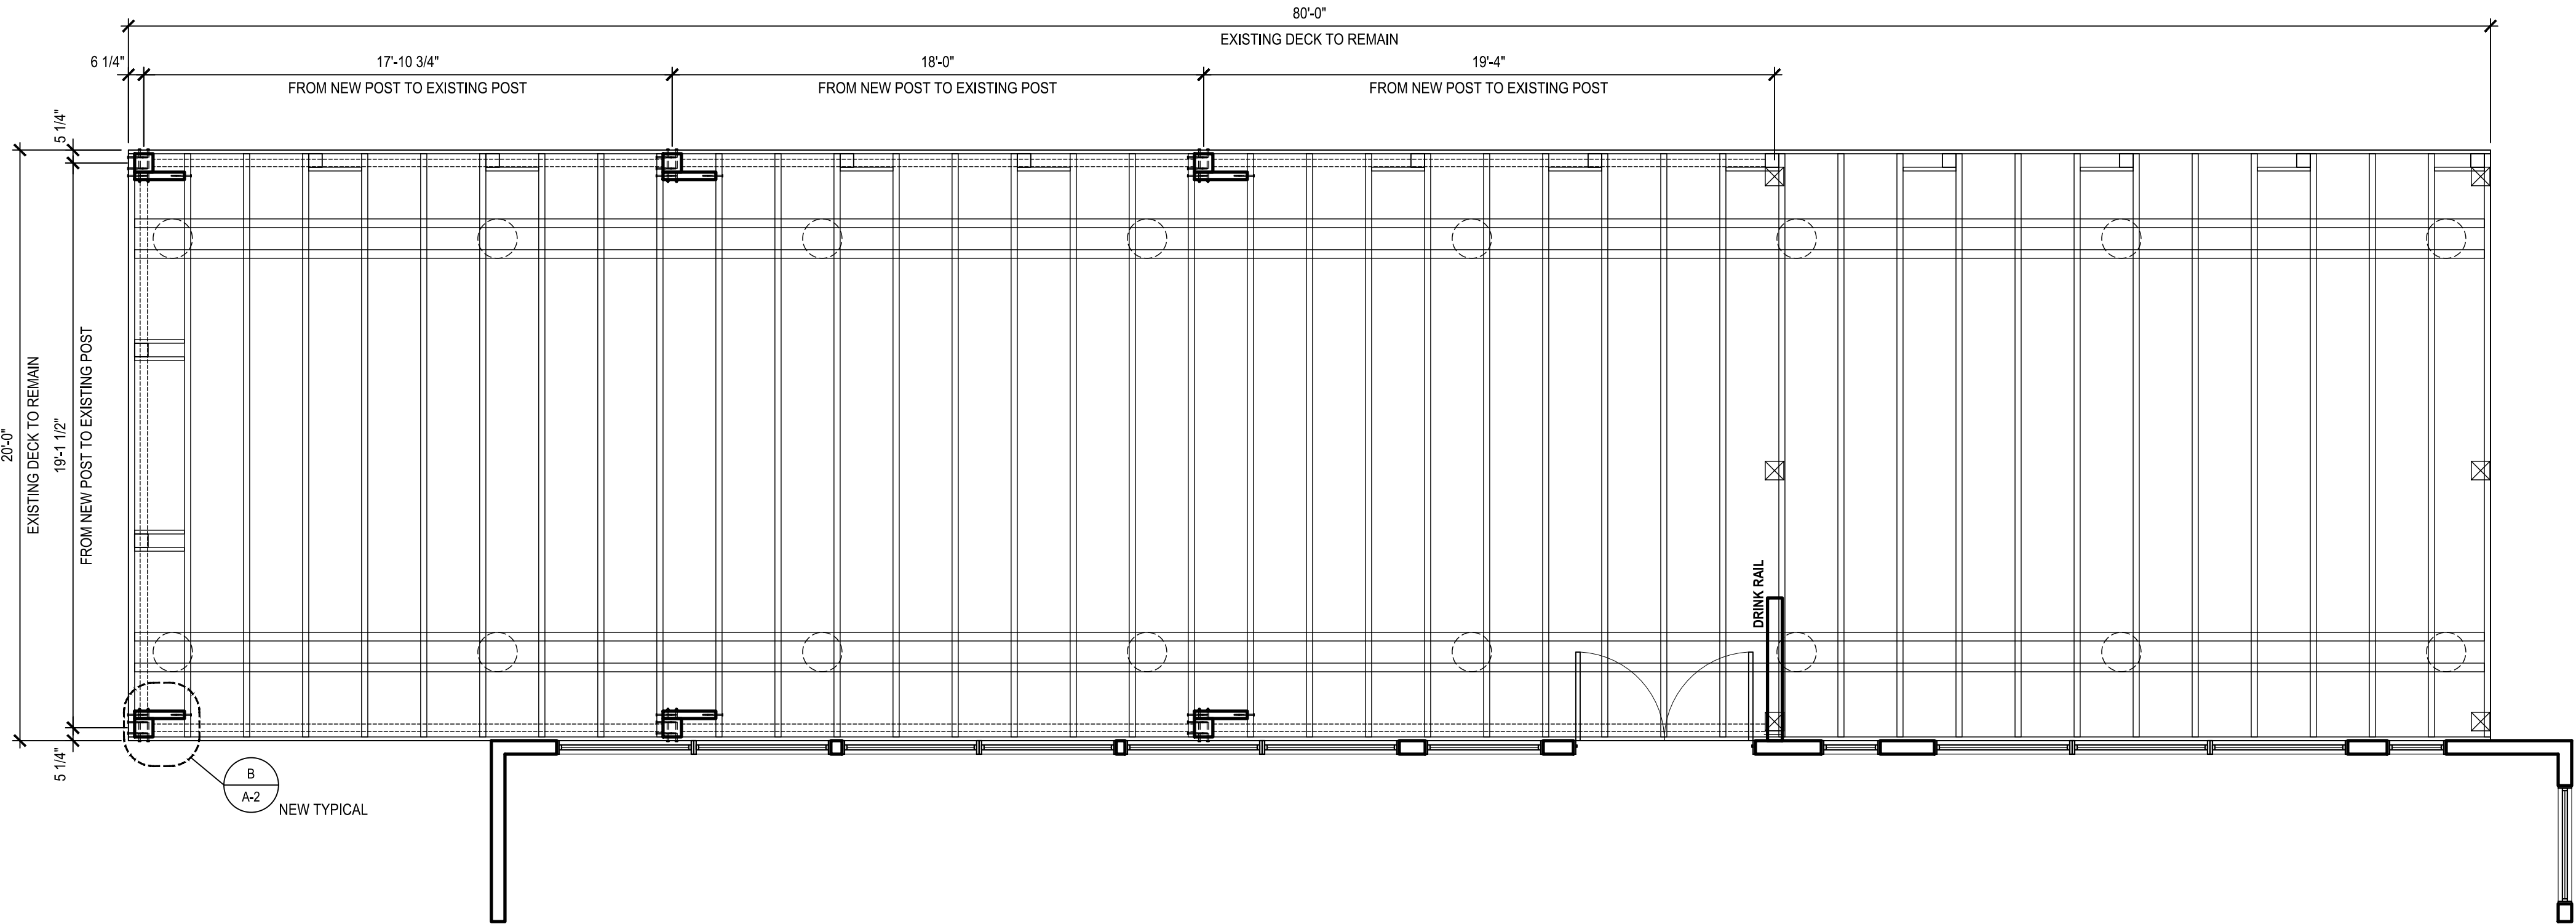 80'-0"
EXISTING DECK TO REMAIN
6 1/4"
17'-10 3/4"
18'-0"
19'-4"
FROM NEW POST TO EXISTING POST
FROM NEW POST TO EXISTING POST
FROM NEW POST TO EXISTING POST
5 1/4"
20'-0"
EXISTING DECK TO REMAIN
19'-1 1/2"
FROM NEW POST TO EXISTING POST
5 1/4"
DRINK RAIL
B
A-2
NEW TYPICAL